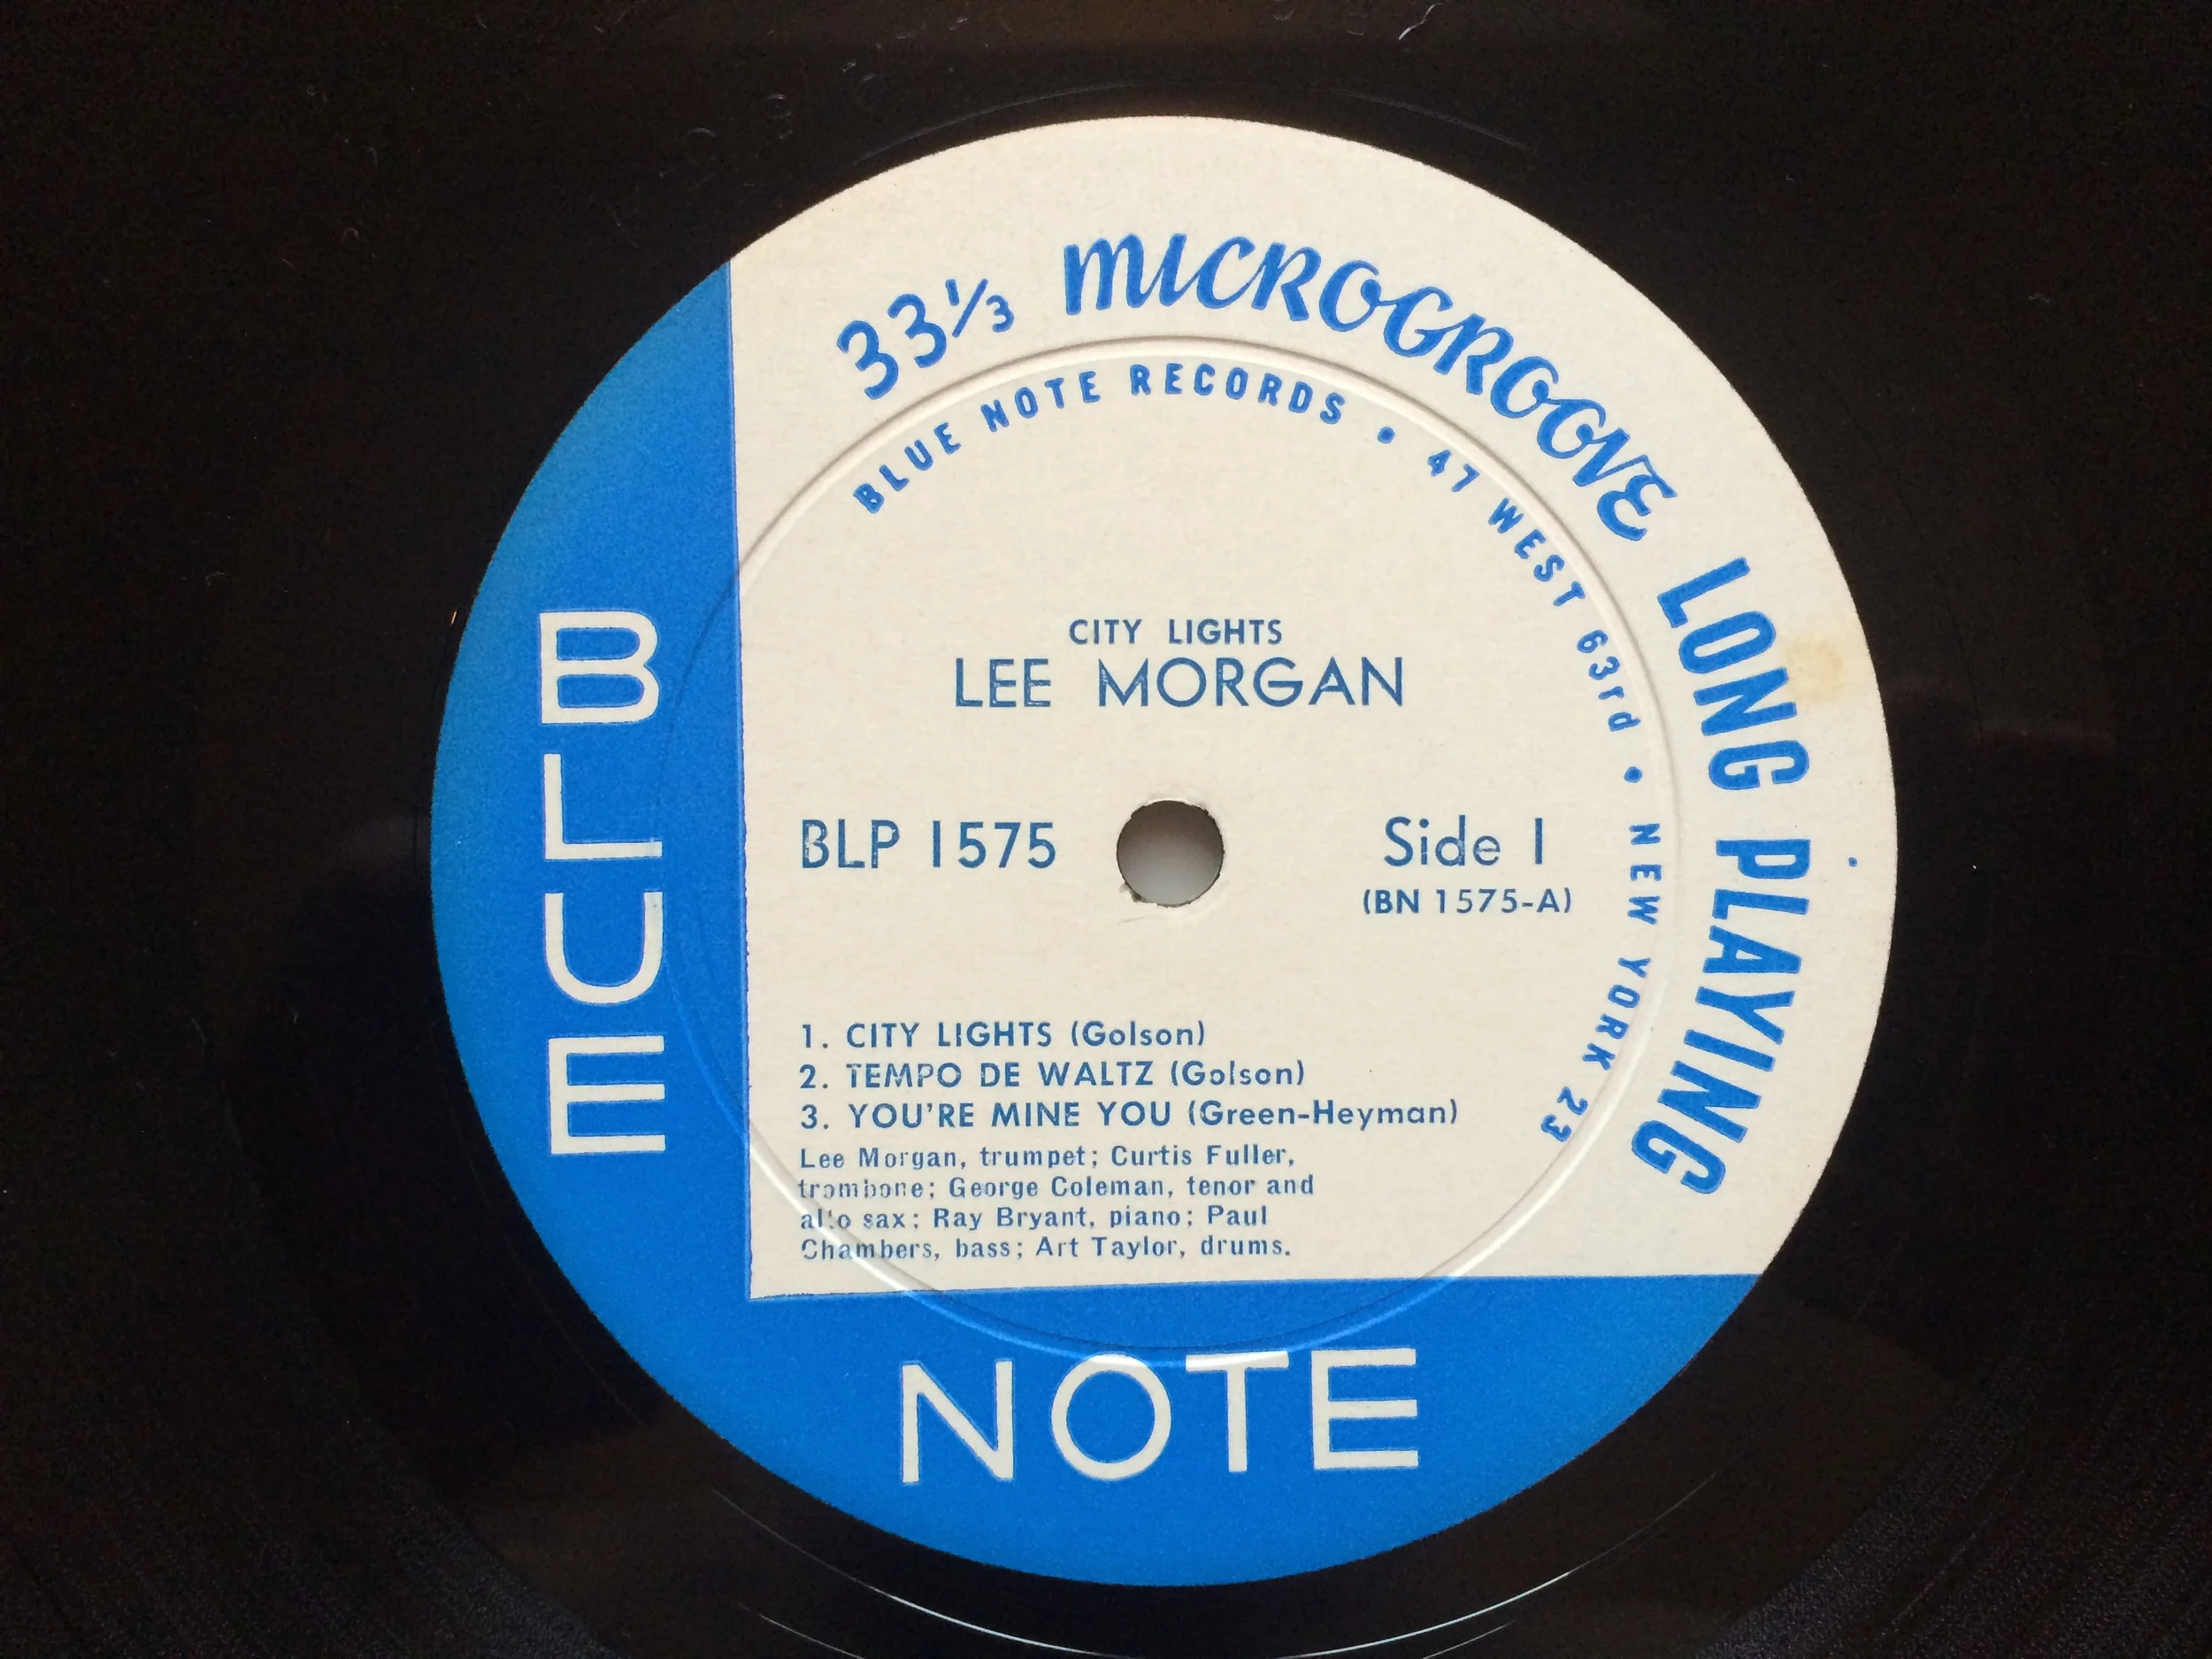 33⅓ MICROGROOVE LONG PLAYING
BLUE NOTE RECORDS • 47 WEST 63rd • NEW YORK 23
CITY LIGHTS
LEE MORGAN
BLP 1575
Side 1
(BN 1575-A)
1. CITY LIGHTS (Golson)
2. TEMPO DE WALTZ (Golson)
3. YOU'RE MINE YOU (Green-Heyman)
Lee Morgan, trumpet; Curtis Fuller,
trombone; George Coleman, tenor and
alto sax; Ray Bryant, piano; Paul
Chambers, bass; Art Taylor, drums.
BLUE
NOTE